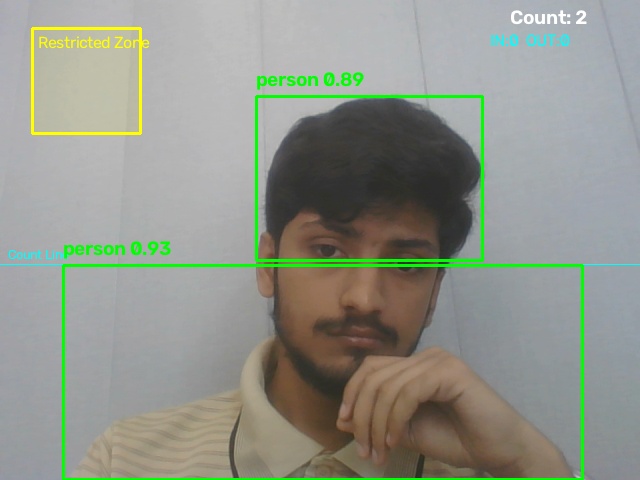 Count: 2
Restricted Zone
IN:0 OUT:0
person 0.89
person 0.93
Count Line